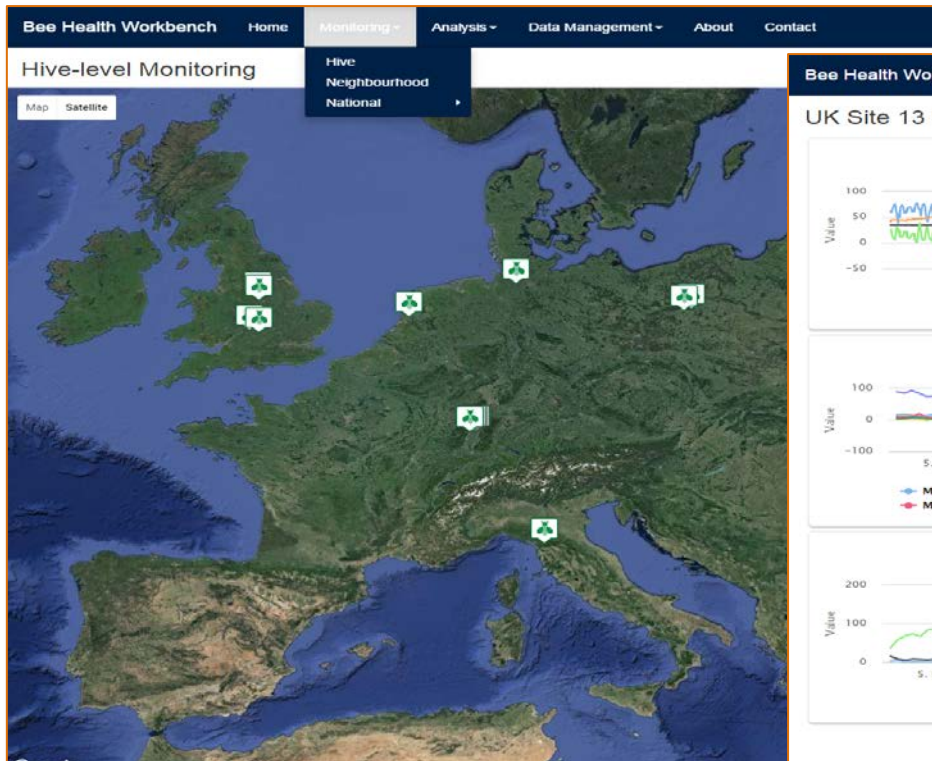 Bee Health Workbench Home Monitoring Analysis Data Management About Contact
Hive
Neighbourhood
National
Hive-level Monitoring
Map Satellite
Bee Health Wo
UK Site 13
100
50
0
-50
Value
100
0
-100
Value
S.
M
M
200
100
0
Value
S.